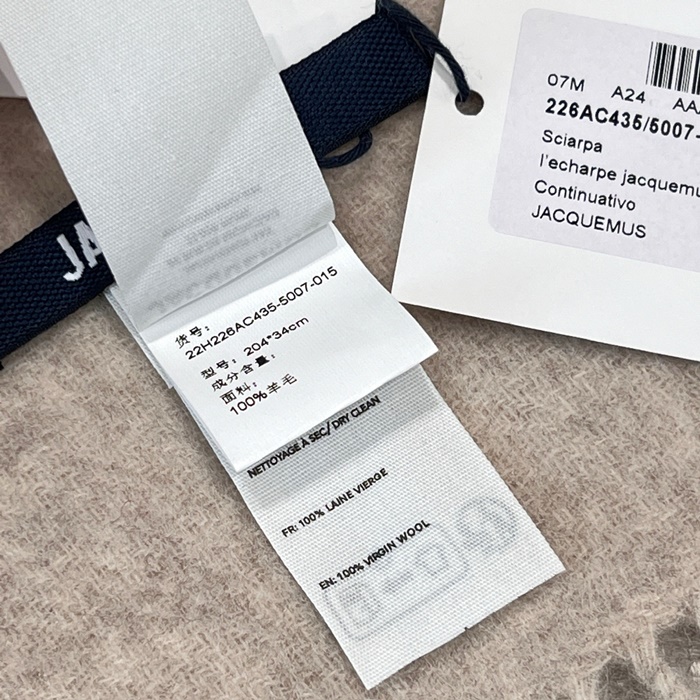 07M A24 AA
226AC435/5007-
Sciarpa
l'echarpe jacquemu
Continuativo
JACQUEMUS
JA
货号：
22H226AC435-5007-015
型号：204*34cm
成分含量：
面料：
100%羊毛
NETTOYAGE À SEC/ DRY CLEAN
FR: 100% LAINE VIERGE
EN: 100% VIRGIN WOOL